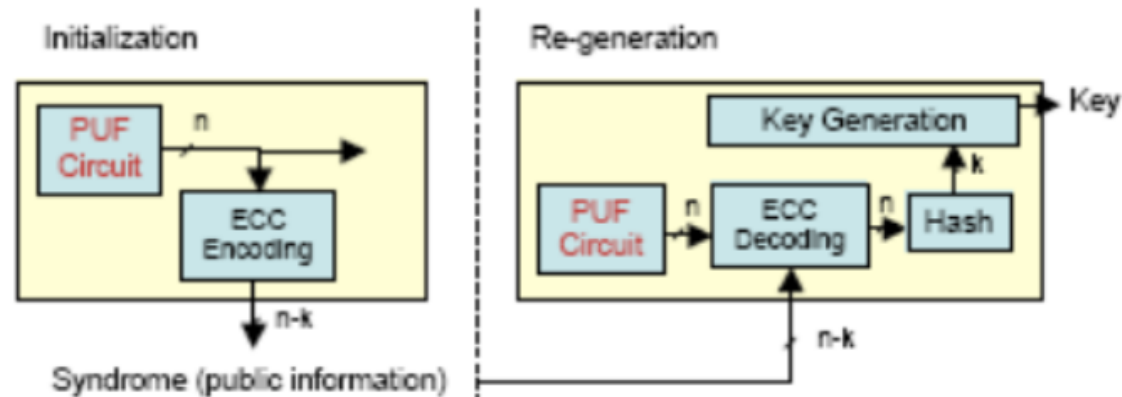 Initialization
PUF
Circuit
n
ECC
Encoding
n-k
Syndrome (public information)
Re-generation
Key Generation
Key
k
PUF
Circuit
n
ECC
Decoding
n
Hash
n-k